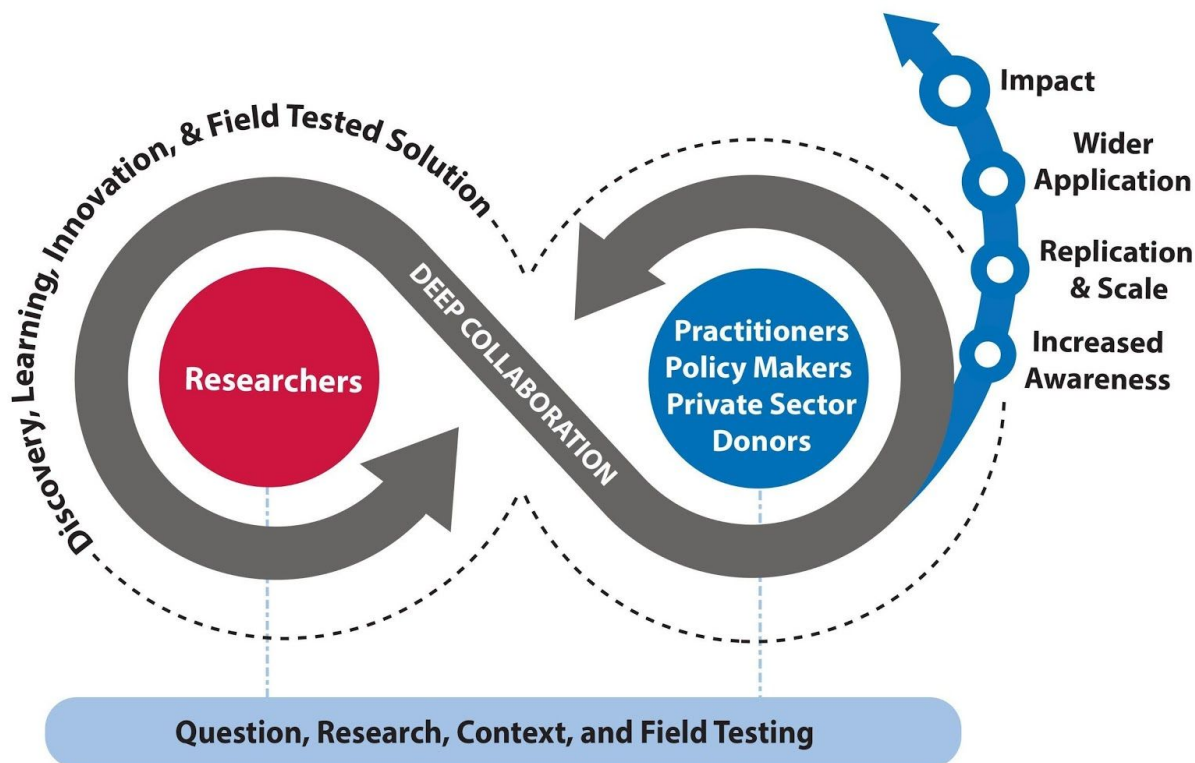 Discovery, Learning, Innovation, & Field Tested Solution
Researchers
DEEP COLLABORATION
Practitioners
Policy Makers
Private Sector
Donors
Impact
Wider
Application
Replication
& Scale
Increased
Awareness
Question, Research, Context, and Field Testing